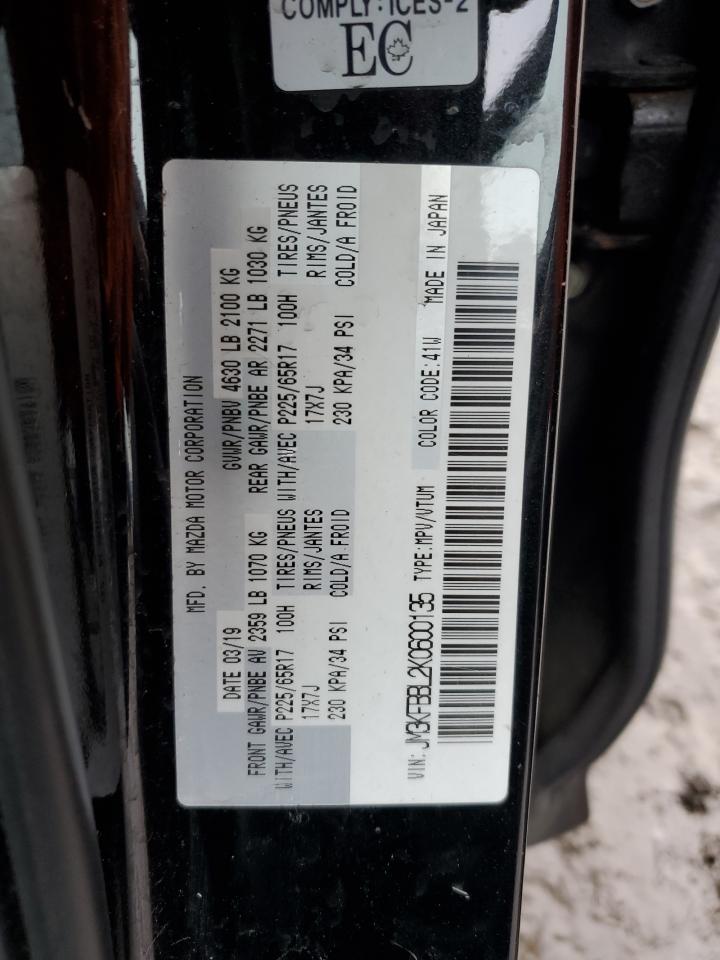 COMPLY:ICES-2
EC
MFD. BY MAZDA MOTOR CORPORATION
DATE 03/19 GVWR/PNBV 4630 LB 2100 KG
FRONT GAWR/PNBE AV 2359 LB 1070 KG REAR GAWR/PNBE AR 2271 LB 1030 KG
WITH/AVEC P225/65R17 100H TIRES/PNEUS WITH/AVEC P225/65R17 100H TIRES/PNEUS
17X7J RIMS/JANTES 17X7J RIMS/JANTES
230 KPA/34 PSI COLD/A FROID 230 KPA/34 PSI COLD/A FROID
VIN: JM3KFBBL2K0600135 TYPE:MPV/VTUM COLOR CODE:41W MADE IN JAPAN